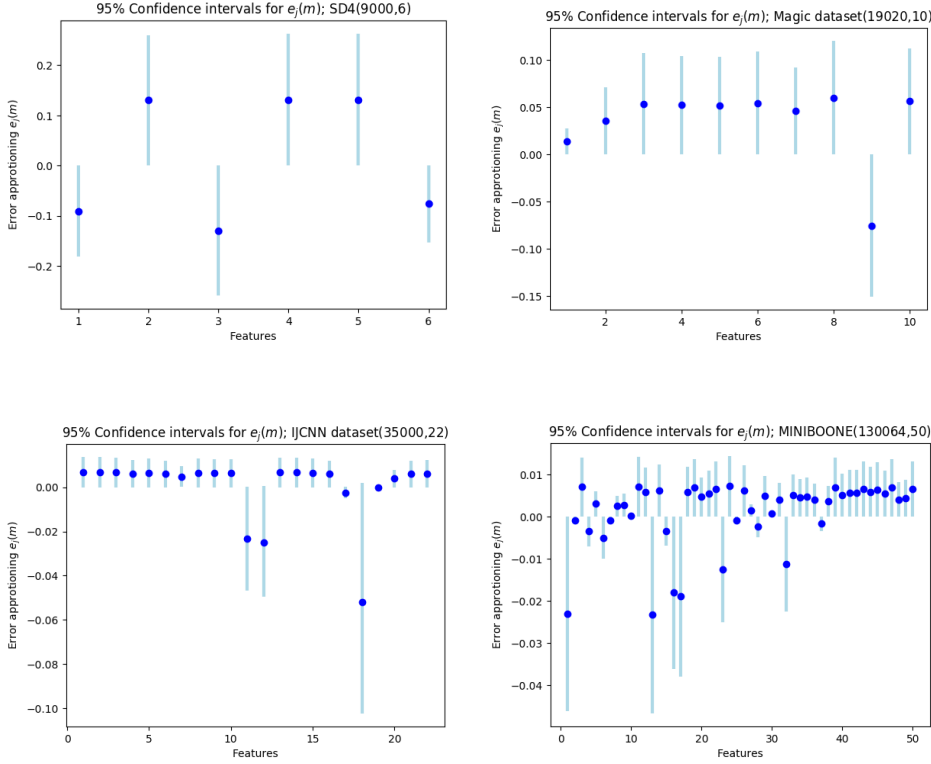 95% Confidence intervals for e_j(m); SD4(9000,6)
Error approtioning e_j(m)
0.2
0.1
0.0
−0.1
−0.2
1 2 3 4 5 6
Features
95% Confidence intervals for e_j(m); Magic dataset(19020,10)
Error approtioning e_j(m)
0.10
0.05
0.00
−0.05
−0.10
−0.15
2 4 6 8 10
Features
95% Confidence intervals for e_j(m); IJCNN dataset(35000,22)
Error approtioning e_j(m)
0.00
−0.02
−0.04
−0.06
−0.08
−0.10
0 5 10 15 20
Features
95% Confidence intervals for e_j(m); MINIBOONE(130064,50)
Error approtioning e_j(m)
0.01
0.00
−0.01
−0.02
−0.03
−0.04
0 10 20 30 40 50
Features